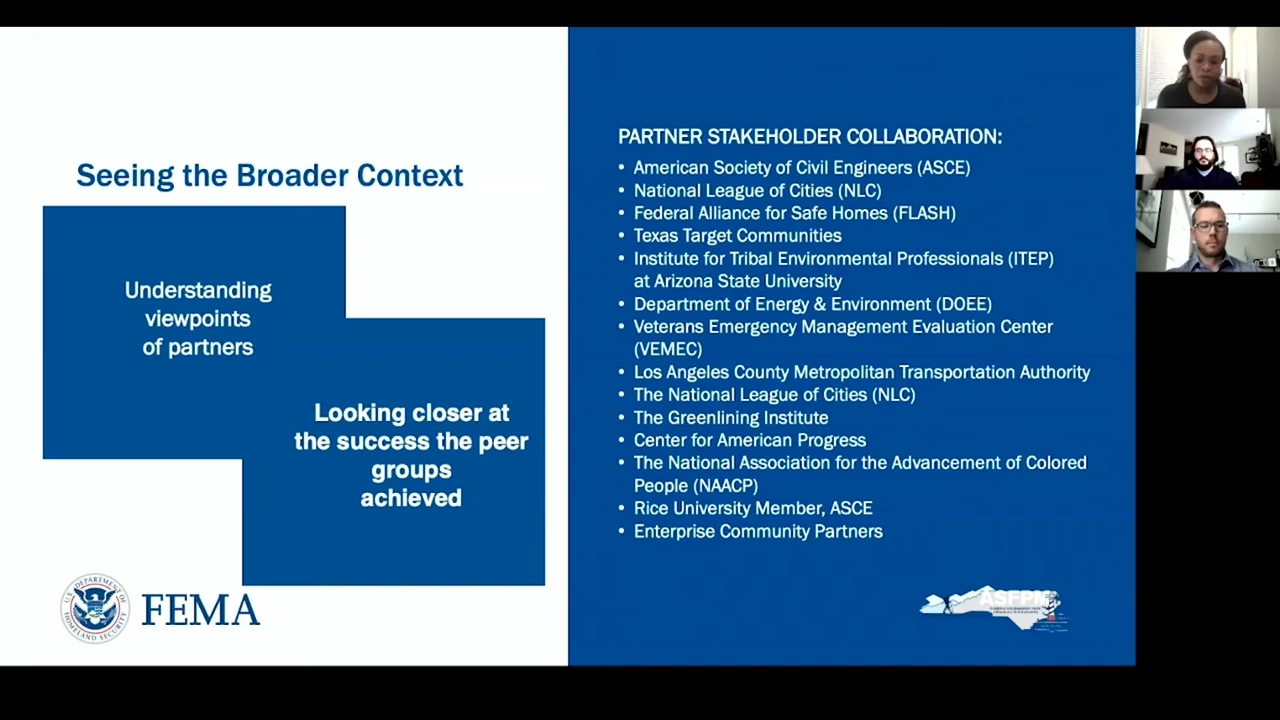 Seeing the Broader Context
Understanding
viewpoints
of partners
Looking closer at
the success the peer
groups
achieved
U.S. DEPARTMENT OF
HOMELAND SECURITY
FEMA
PARTNER STAKEHOLDER COLLABORATION:
• American Society of Civil Engineers (ASCE)
• National League of Cities (NLC)
• Federal Alliance for Safe Homes (FLASH)
• Texas Target Communities
• Institute for Tribal Environmental Professionals (ITEP)
at Arizona State University
• Department of Energy & Environment (DOEE)
• Veterans Emergency Management Evaluation Center
(VEMEC)
• Los Angeles County Metropolitan Transportation Authority
• The National League of Cities (NLC)
• The Greenlining Institute
• Center for American Progress
• The National Association for the Advancement of Colored
People (NAACP)
• Rice University Member, ASCE
• Enterprise Community Partners
ASFPM